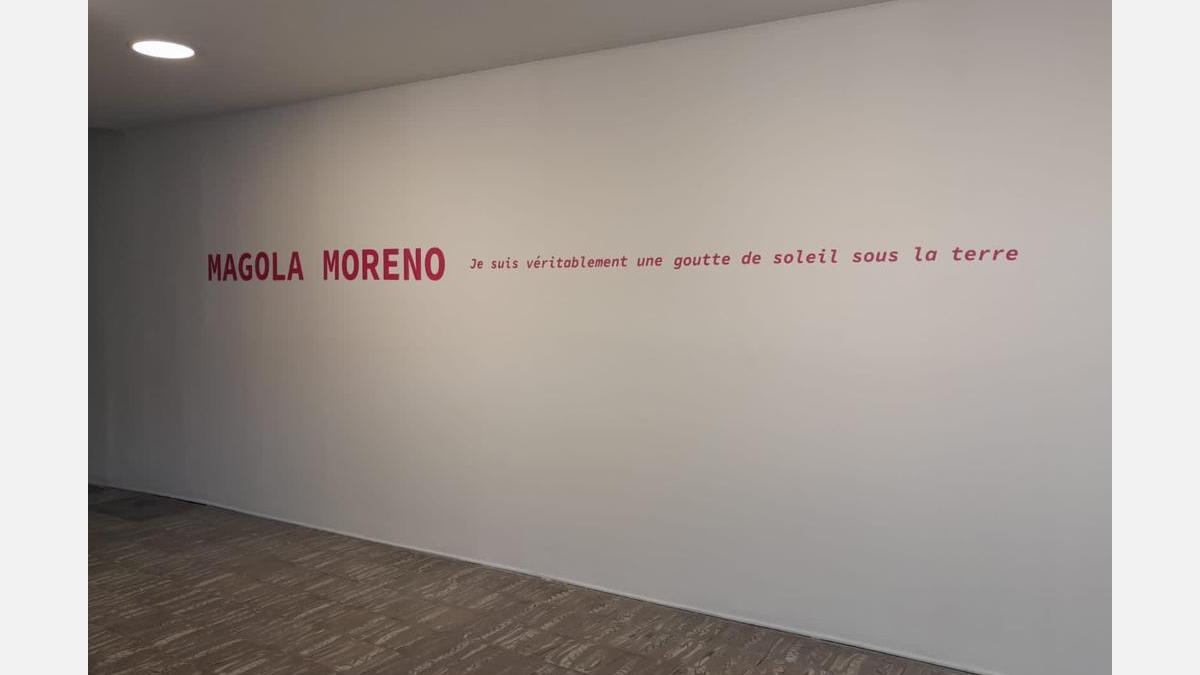 MAGOLA MORENO Je suis véritablement une goutte de soleil sous la terre